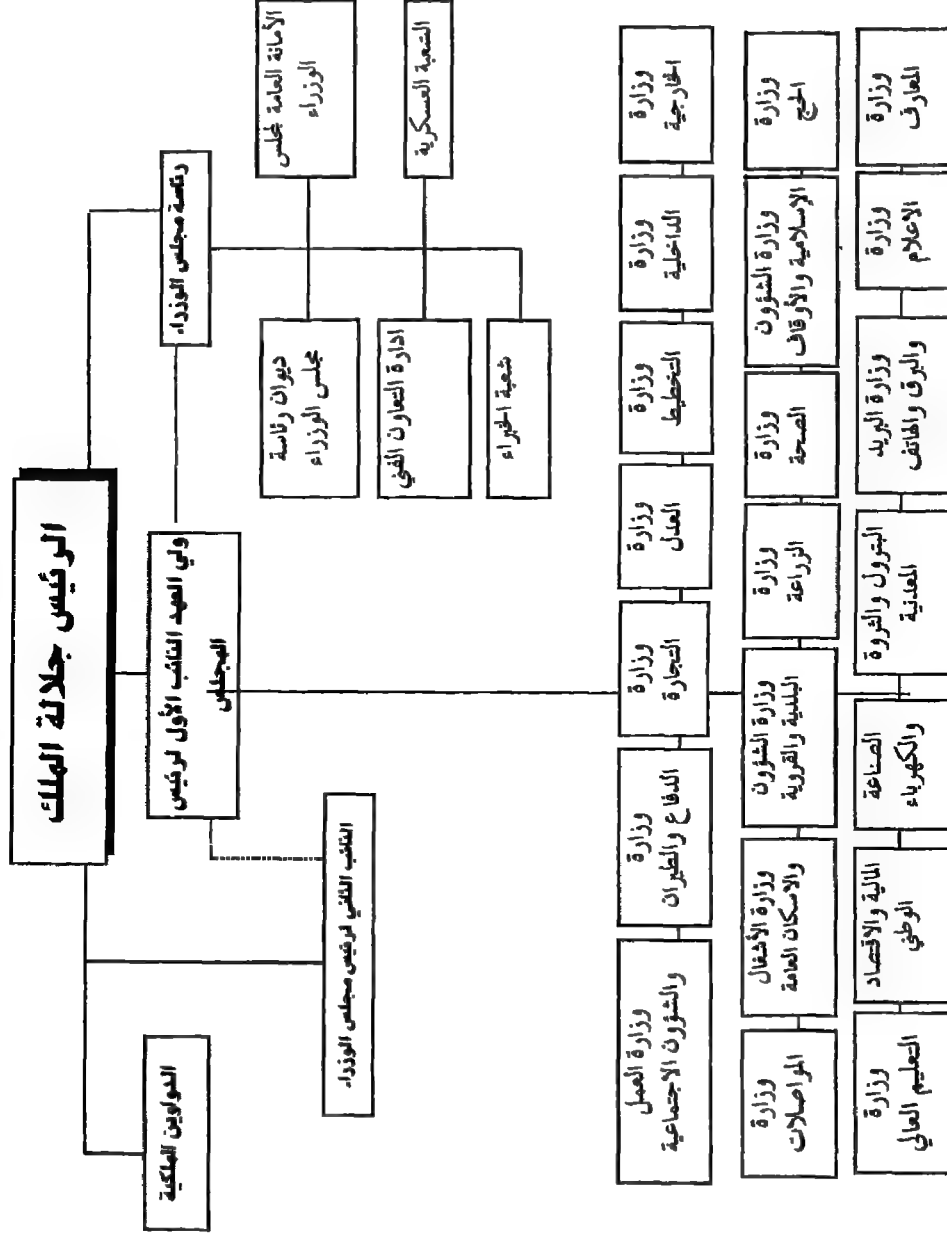 الرئيس جلالة الملك
رئاسة مجلس الوزراء
ولي العهد النائب الأول لرئيس
المجلس
الدواوين الملكية
النائب الثاني لرئيس مجلس الوزراء
الأمانة العامة لمجلس
الوزراء
ديوان رئاسة
مجلس الوزراء
الشعبة العسكرية
ادارة التعاون الفني
شعبة الخبراء
وزارة
الخارجية
وزارة
الداخلية
وزارة
التخطيط
وزارة
العدل
وزارة
التجارة
وزارة
الدفاع والطيران
وزارة العمل
والشؤون الاجتماعية
وزارة
الحج
وزارة الشؤون
الإسلامية والأوقاف
وزارة
الصحة
وزارة
الزراعة
وزارة الشؤون
البلدية والقروية
وزارة الأشغال
والاسكان العامة
وزارة
المواصلات
وزارة
المعارف
وزارة
الاعلام
وزارة البريد
والبرق والهاتف
البترول والثروة
المعدنية
الصناعة
والكهرباء
المالية والاقتصاد
الوطني
وزارة
التعليم العالي